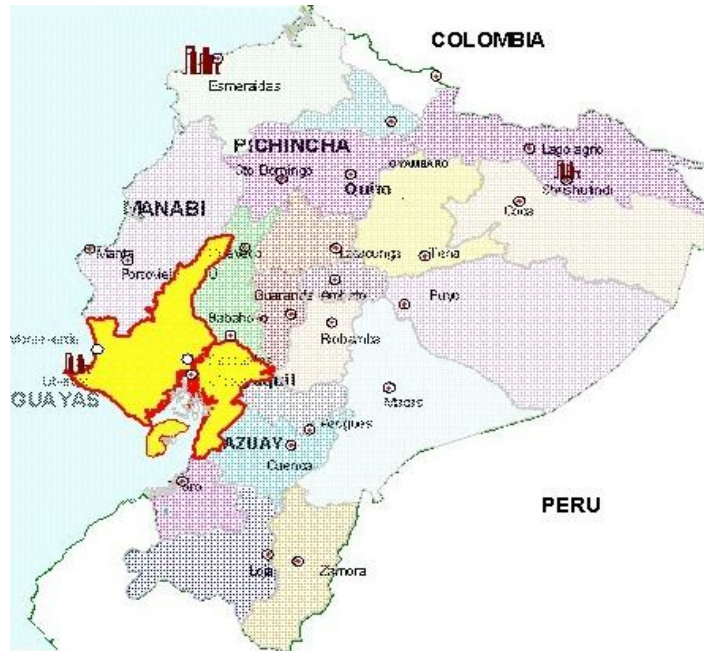 COLOMBIA
Esmeraldas
PICHINCHA
Lago agrio
OYAMBARO
Sto Domingo
Quito
Shushufindi
MANABI
Coca
Manta
Latacunga
Tena
Portoviejo
Guaranda
Ambato
Puyo
Babahoyo
Riobamba
GUAYAS
Macas
AZUAY
Azogues
Cuenca
PERU
Loja
Zamora